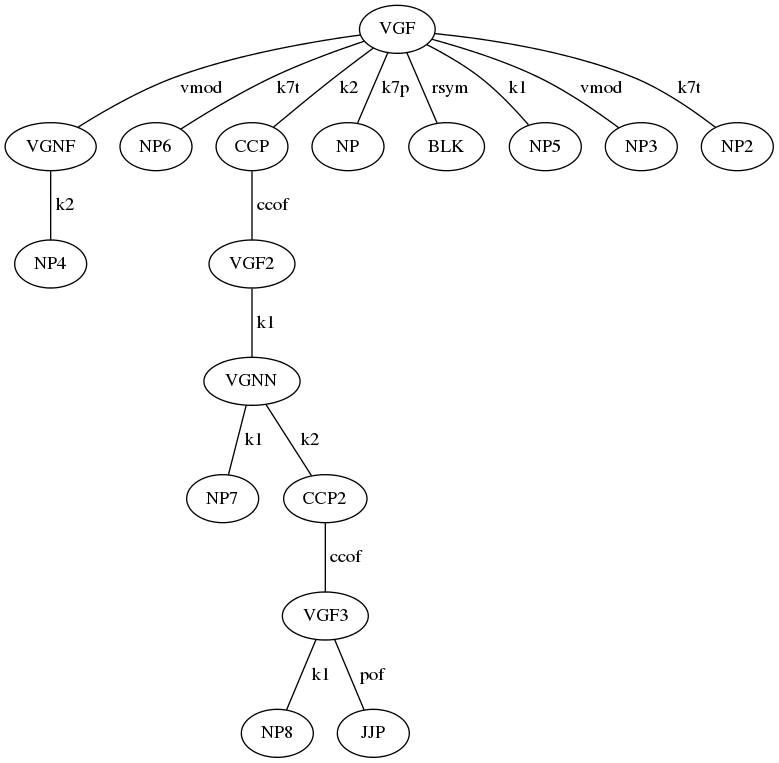 VGF
vmod k7t k2 k7p rsym k1 vmod k7t
VGNF NP6 CCP NP BLK NP5 NP3 NP2
k2 ccof
NP4 VGF2
k1
VGNN
k1 k2
NP7 CCP2
ccof
VGF3
k1 pof
NP8 JJP